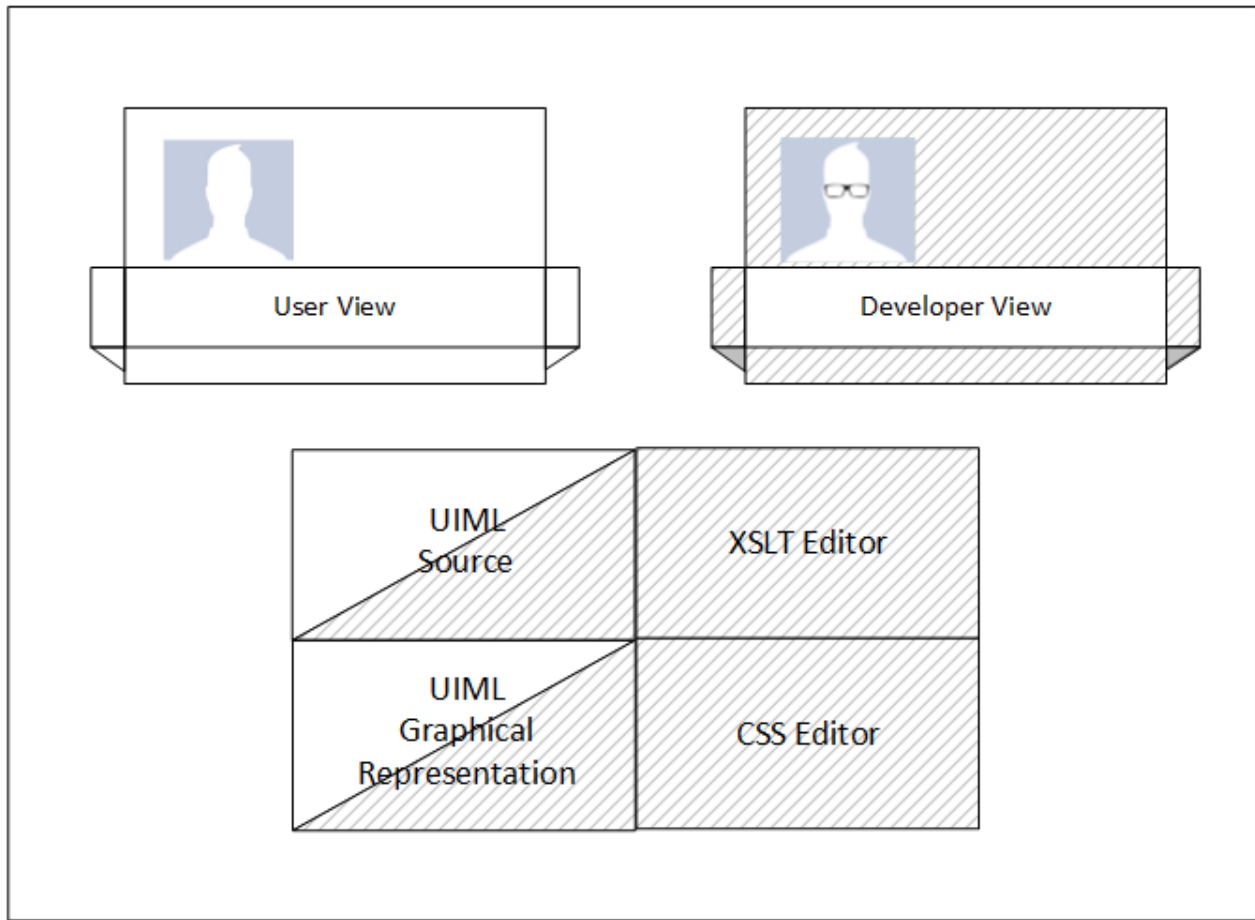 User View
Developer View
UIML
Source
XSLT Editor
UIML
Graphical
Representation
CSS Editor